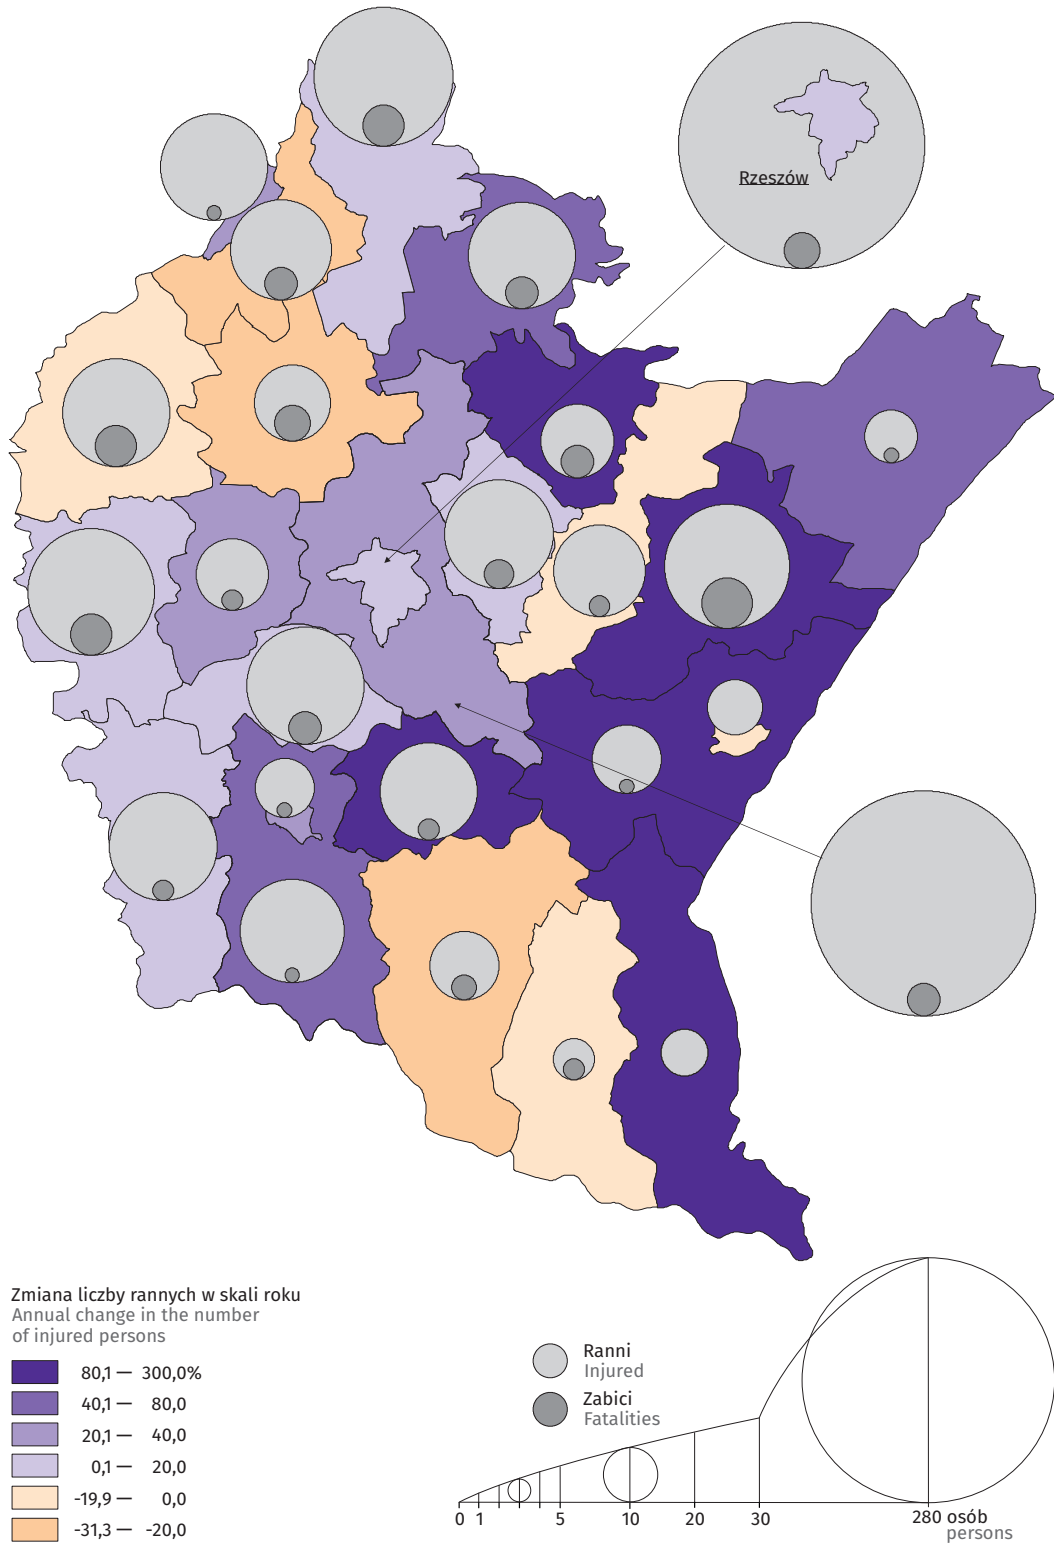 Rzeszów
Zmiana liczby rannych w skali roku
Annual change in the number
of injured persons
80,1 — 300,0%
40,1 — 80,0
20,1 — 40,0
0,1 — 20,0
-19,9 — 0,0
-31,3 — -20,0
Ranni
Injured
Zabici
Fatalities
0 1 5 10 20 30 280 osób
persons